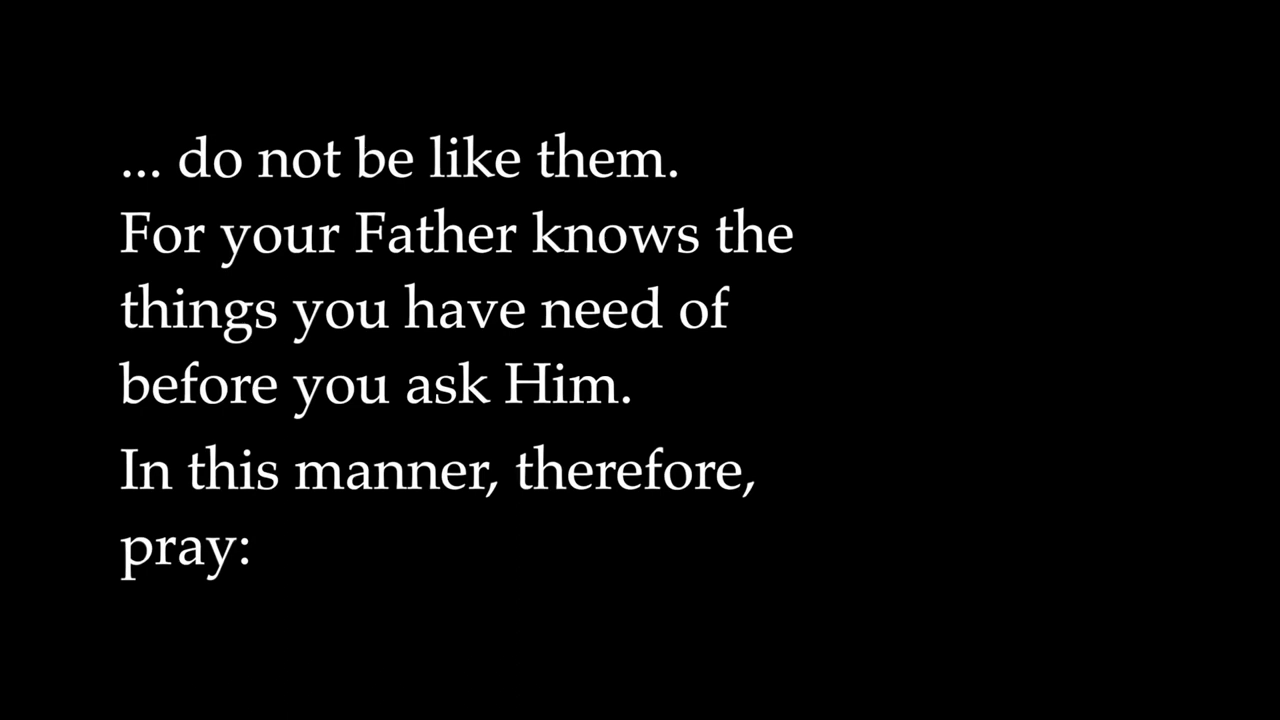 ... do not be like them.
For your Father knows the
things you have need of
before you ask Him.
In this manner, therefore,
pray: